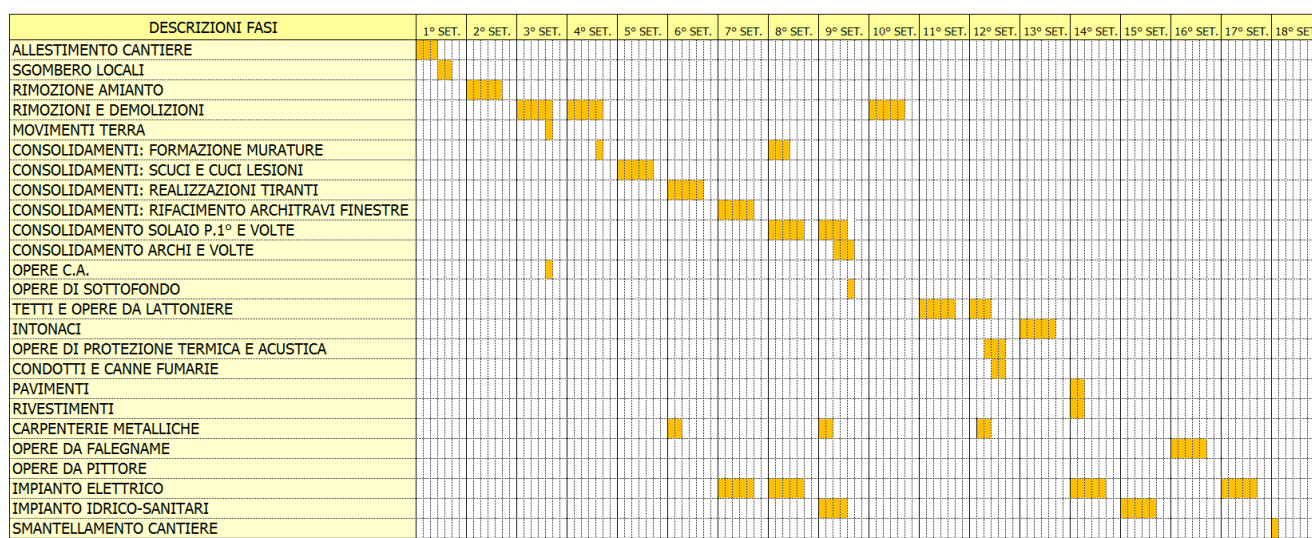 DESCRIZIONI FASI 1° SET. 2° SET. 3° SET. 4° SET. 5° SET. 6° SET. 7° SET. 8° SET. 9° SET. 10° SET. 11° SET. 12° SET. 13° SET. 14° SET. 15° SET. 16° SET. 17° SET. 18° SET
ALLESTIMENTO CANTIERE
SGOMBERO LOCALI
RIMOZIONE AMIANTO
RIMOZIONI E DEMOLIZIONI
MOVIMENTI TERRA
CONSOLIDAMENTI: FORMAZIONE MURATURE
CONSOLIDAMENTI: SCUCI E CUCI LESIONI
CONSOLIDAMENTI: REALIZZAZIONI TIRANTI
CONSOLIDAMENTI: RIFACIMENTO ARCHITRAVI FINESTRE
CONSOLIDAMENTO SOLAIO P.1° E VOLTE
CONSOLIDAMENTO ARCHI E VOLTE
OPERE C.A.
OPERE DI SOTTOFONDO
TETTI E OPERE DA LATTONIERE
INTONACI
OPERE DI PROTEZIONE TERMICA E ACUSTICA
CONDOTTI E CANNE FUMARIE
PAVIMENTI
RIVESTIMENTI
CARPENTERIE METALLICHE
OPERE DA FALEGNAME
OPERE DA PITTORE
IMPIANTO ELETTRICO
IMPIANTO IDRICO-SANITARI
SMANTELLAMENTO CANTIERE